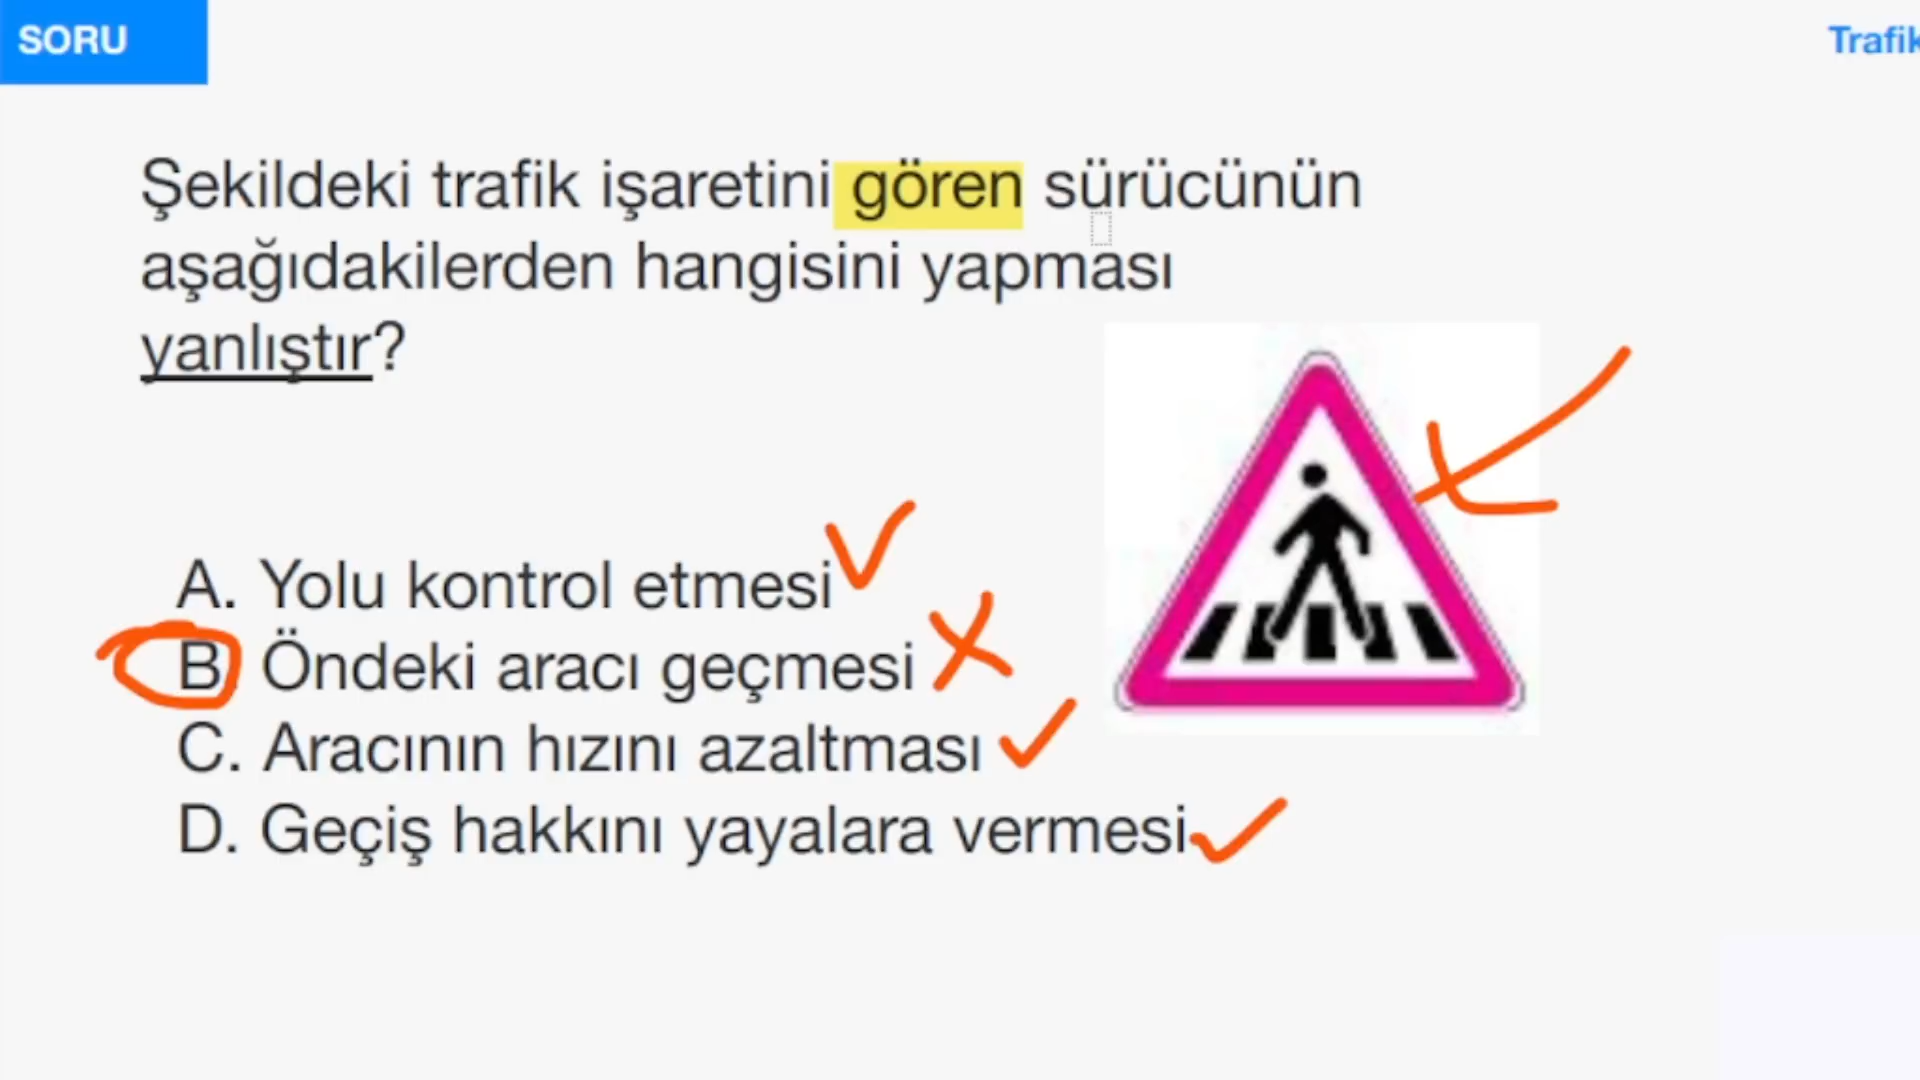 SORU
Trafik
Şekildeki trafik işaretini gören sürücünün
aşağıdakilerden hangisini yapması
yanlıştır?
A. Yolu kontrol etmesi
B. Öndeki aracı geçmesi
C. Aracının hızını azaltması
D. Geçiş hakkını yayalara vermesi